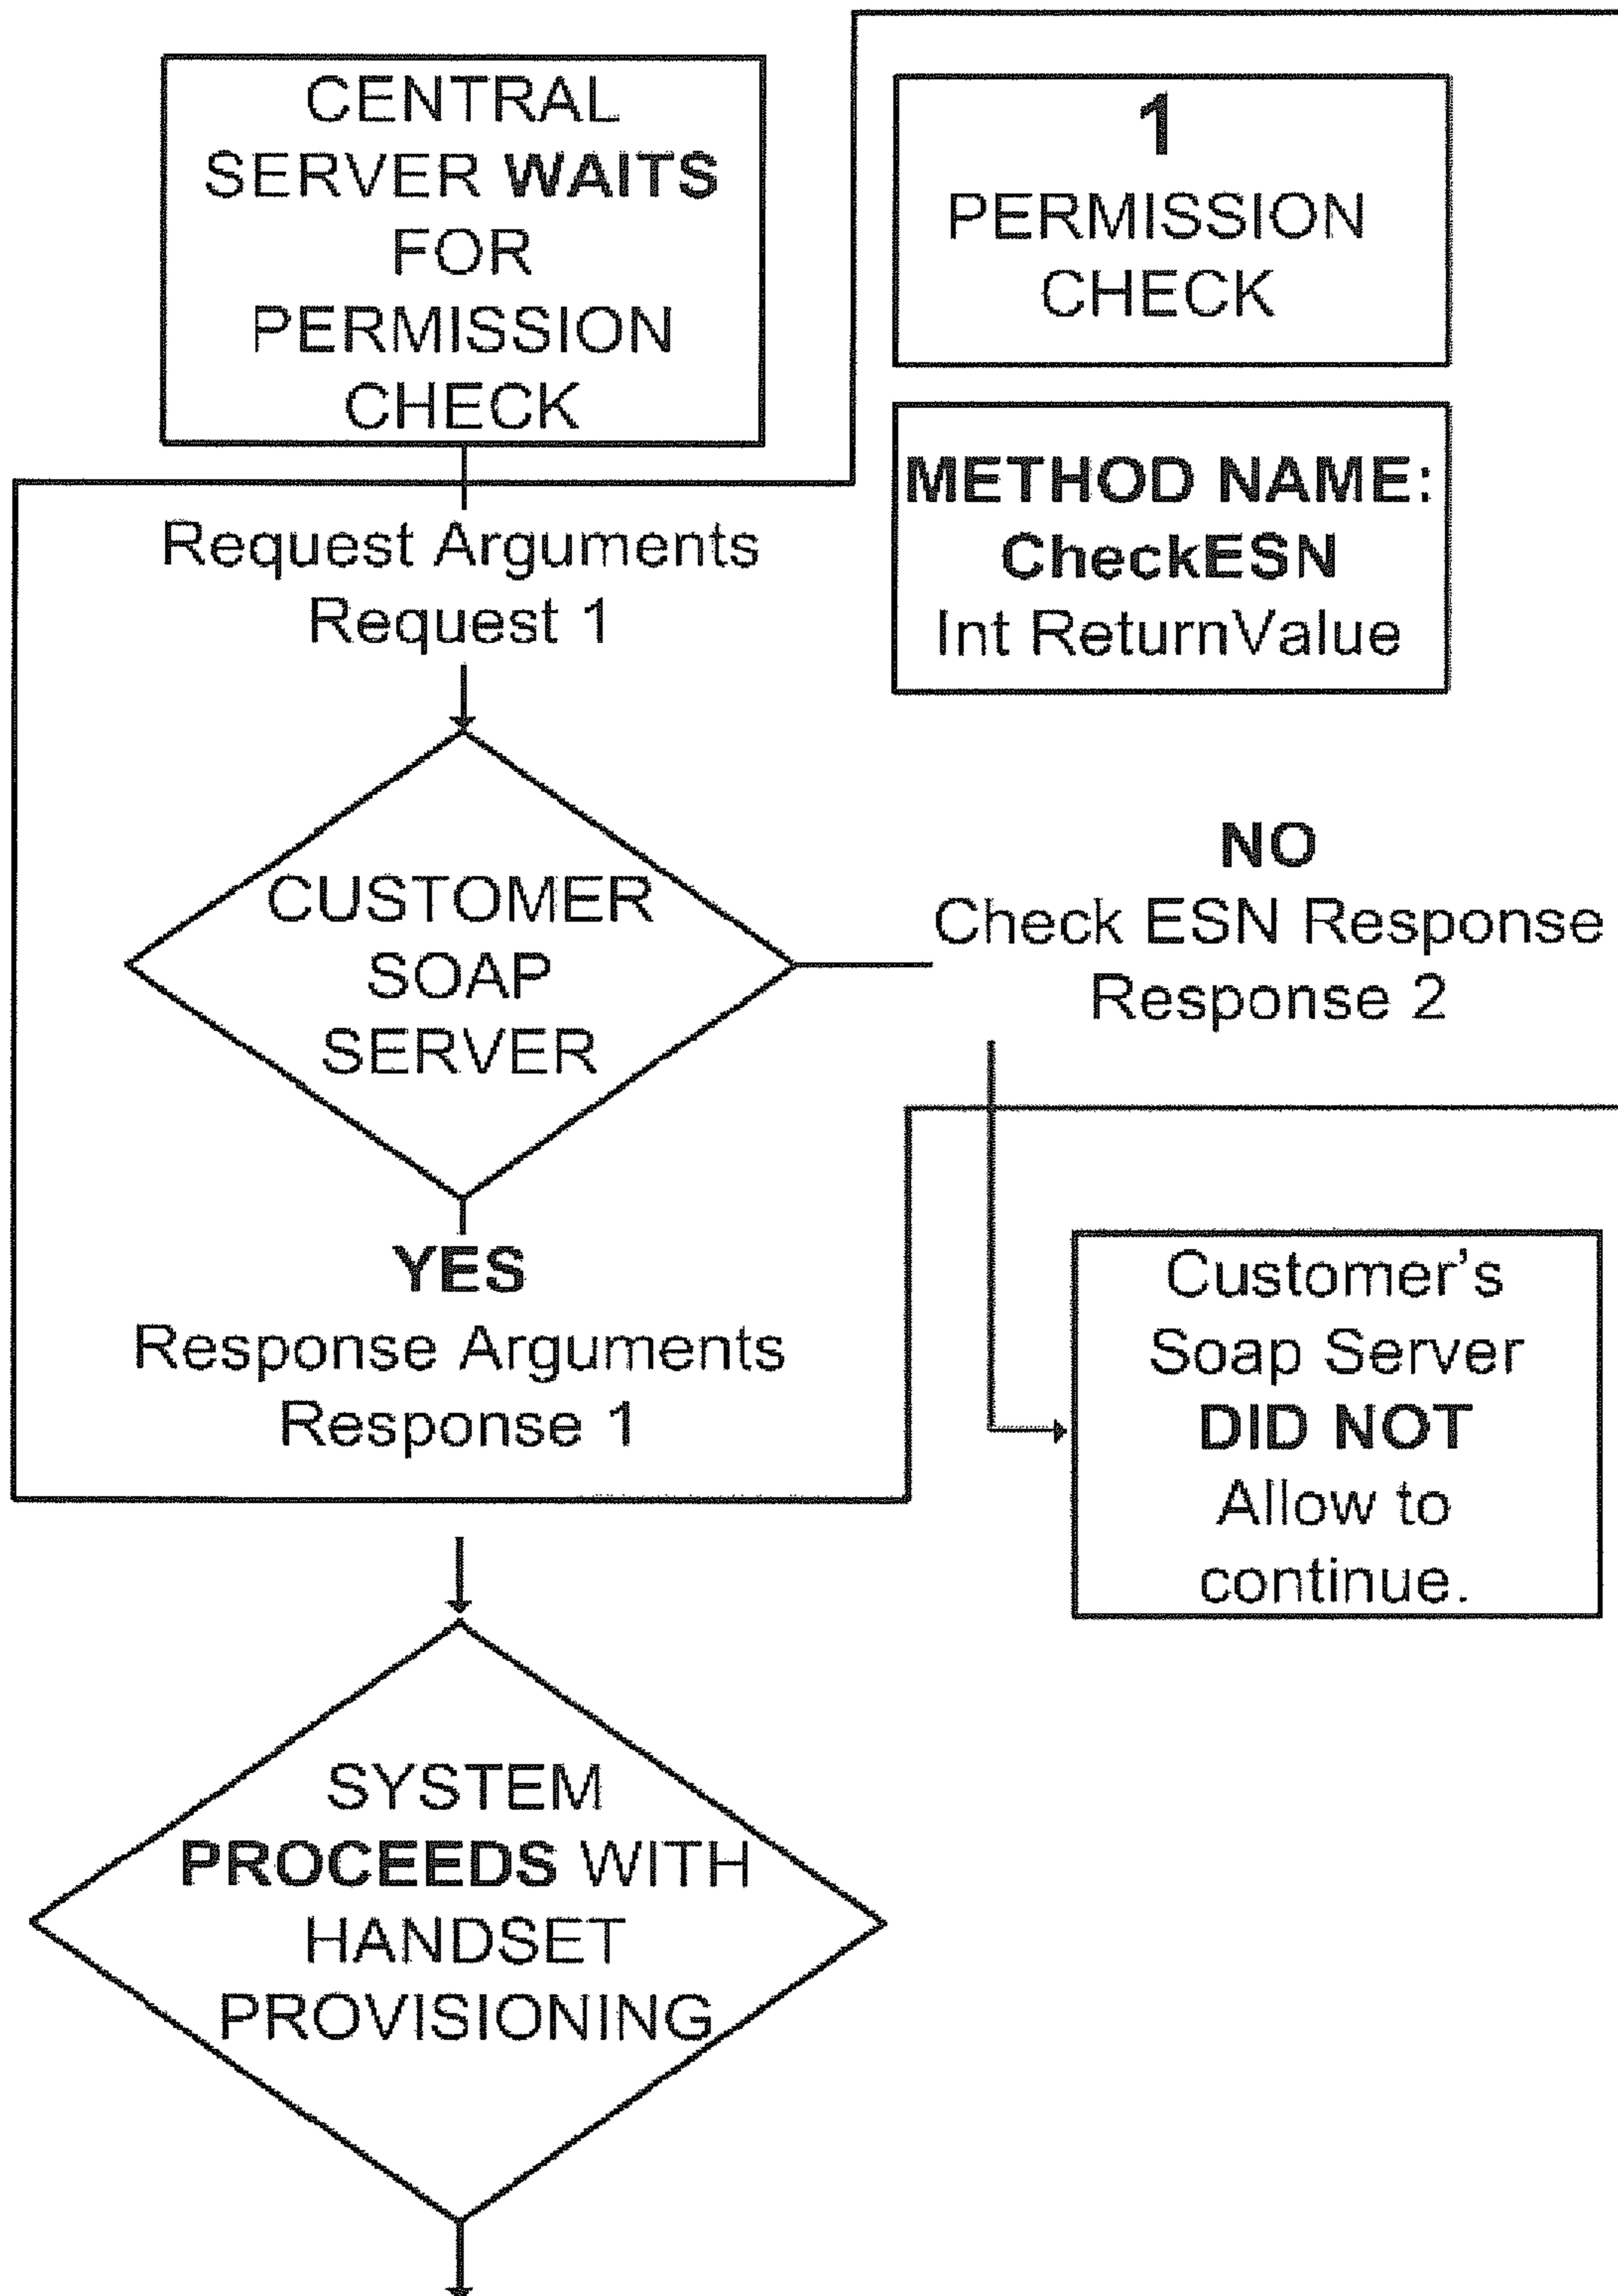 CENTRAL
SERVER WAITS
FOR
PERMISSION
CHECK
1
PERMISSION
CHECK
METHOD NAME:
CheckESN
Int ReturnValue
Request Arguments
Request 1
CUSTOMER
SOAP
SERVER
NO
Check ESN Response
Response 2
YES
Response Arguments
Response 1
Customer's
Soap Server
DID NOT
Allow to
continue.
SYSTEM
PROCEEDS WITH
HANDSET
PROVISIONING